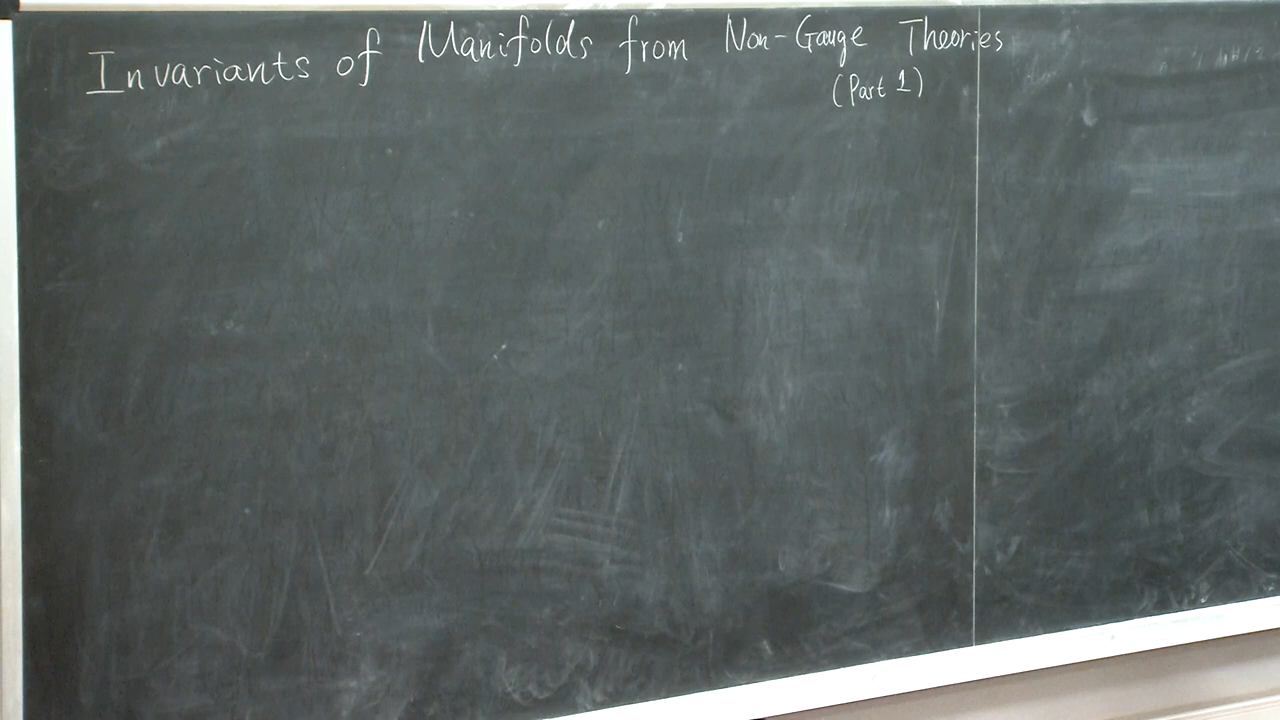 Invariants of Manifolds from Non-Gauge Theories
(Part 1)